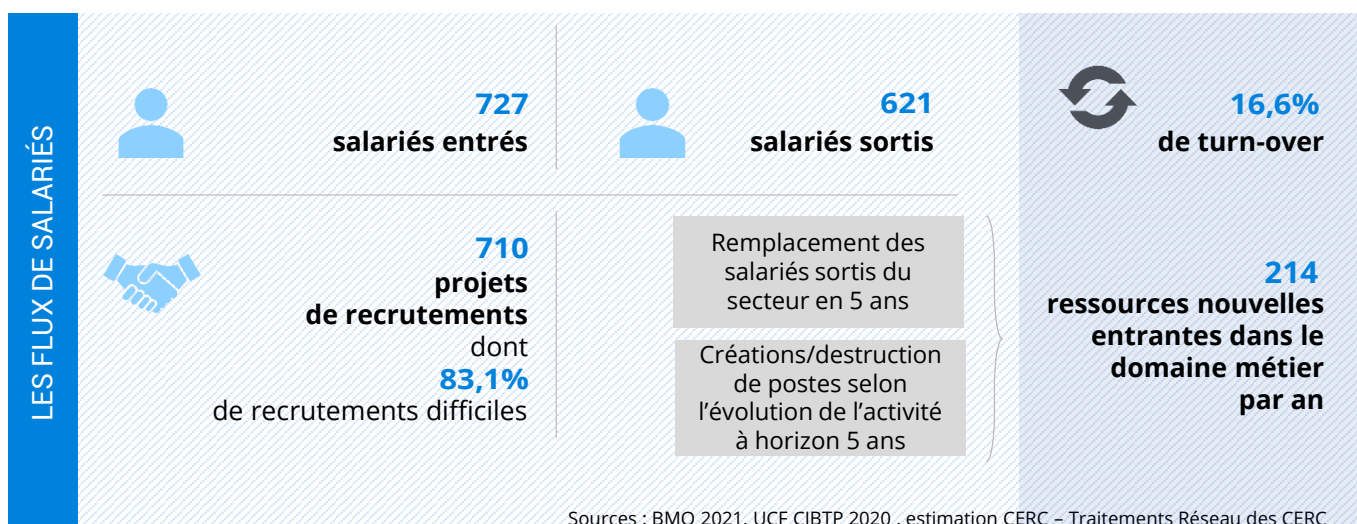 LES FLUX DE SALARIÉS
727
salariés entrés
621
salariés sortis
16,6%
de turn-over
710
projets
de recrutements
dont
83,1%
de recrutements difficiles
Remplacement des
salariés sortis du
secteur en 5 ans
Créations/destruction
de postes selon
l’évolution de l’activité
à horizon 5 ans
214
ressources nouvelles
entrantes dans le
domaine métier
par an
Sources : BMO 2021, UCF CIBTP 2020 , estimation CERC – Traitements Réseau des CERC